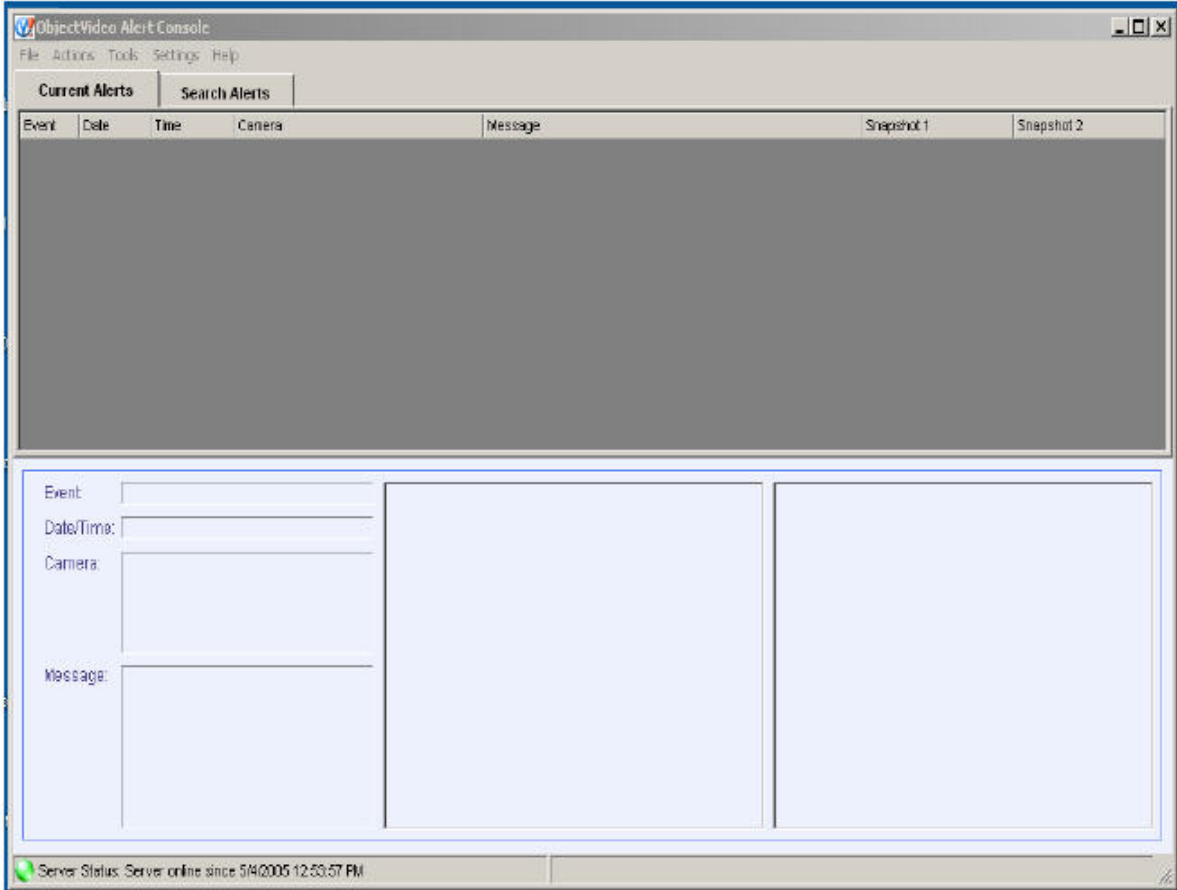 ObjectVideo Alert Console
File Actions Tools Settings Help
Current Alerts Search Alerts
Event Date Time Camera Message Snapshot 1 Snapshot 2
Event:
Date/Time:
Camera:
Message:
Server Status: Server online since 5/4/2005 12:53:57 PM